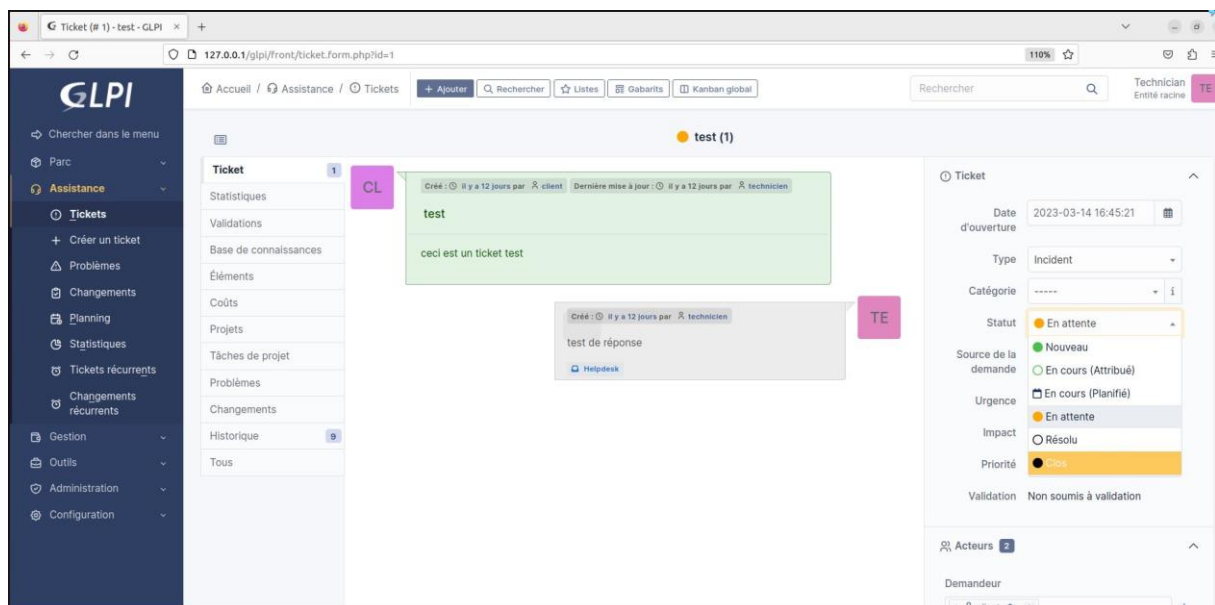 Ticket (# 1) - test - GLPI
127.0.0.1/glpi/front/ticket.form.php?id=1
110%
GLPI
Accueil / Assistance / Tickets
+ Ajouter
Rechercher
Listes
Gabarits
Kanban global
Rechercher
Technician
Entité racine
TE
Chercher dans le menu
Parc
Assistance
Tickets
+ Créer un ticket
Problèmes
Changements
Planning
Statistiques
Tickets récurrents
Changements
récurrents
Gestion
Outils
Administration
Configuration
test (1)
Ticket 1
Statistiques
Validations
Base de connaissances
Éléments
Coûts
Projets
Tâches de projet
Problèmes
Changements
Historique 9
Tous
CL
Créé : il y a 12 jours par client Dernière mise à jour : il y a 12 jours par technicien
test
ceci est un ticket test
TE
Créé : il y a 12 jours par technicien
test de réponse
Helpdesk
Ticket
Date
d'ouverture
2023-03-14 16:45:21
Type
Incident
Catégorie
-----
i
Statut
En attente
Nouveau
En cours (Attribué)
En cours (Planifié)
En attente
Résolu
Clos
Source de la
demande
Urgence
Impact
Priorité
Validation Non soumis à validation
Acteurs 2
Demandeur